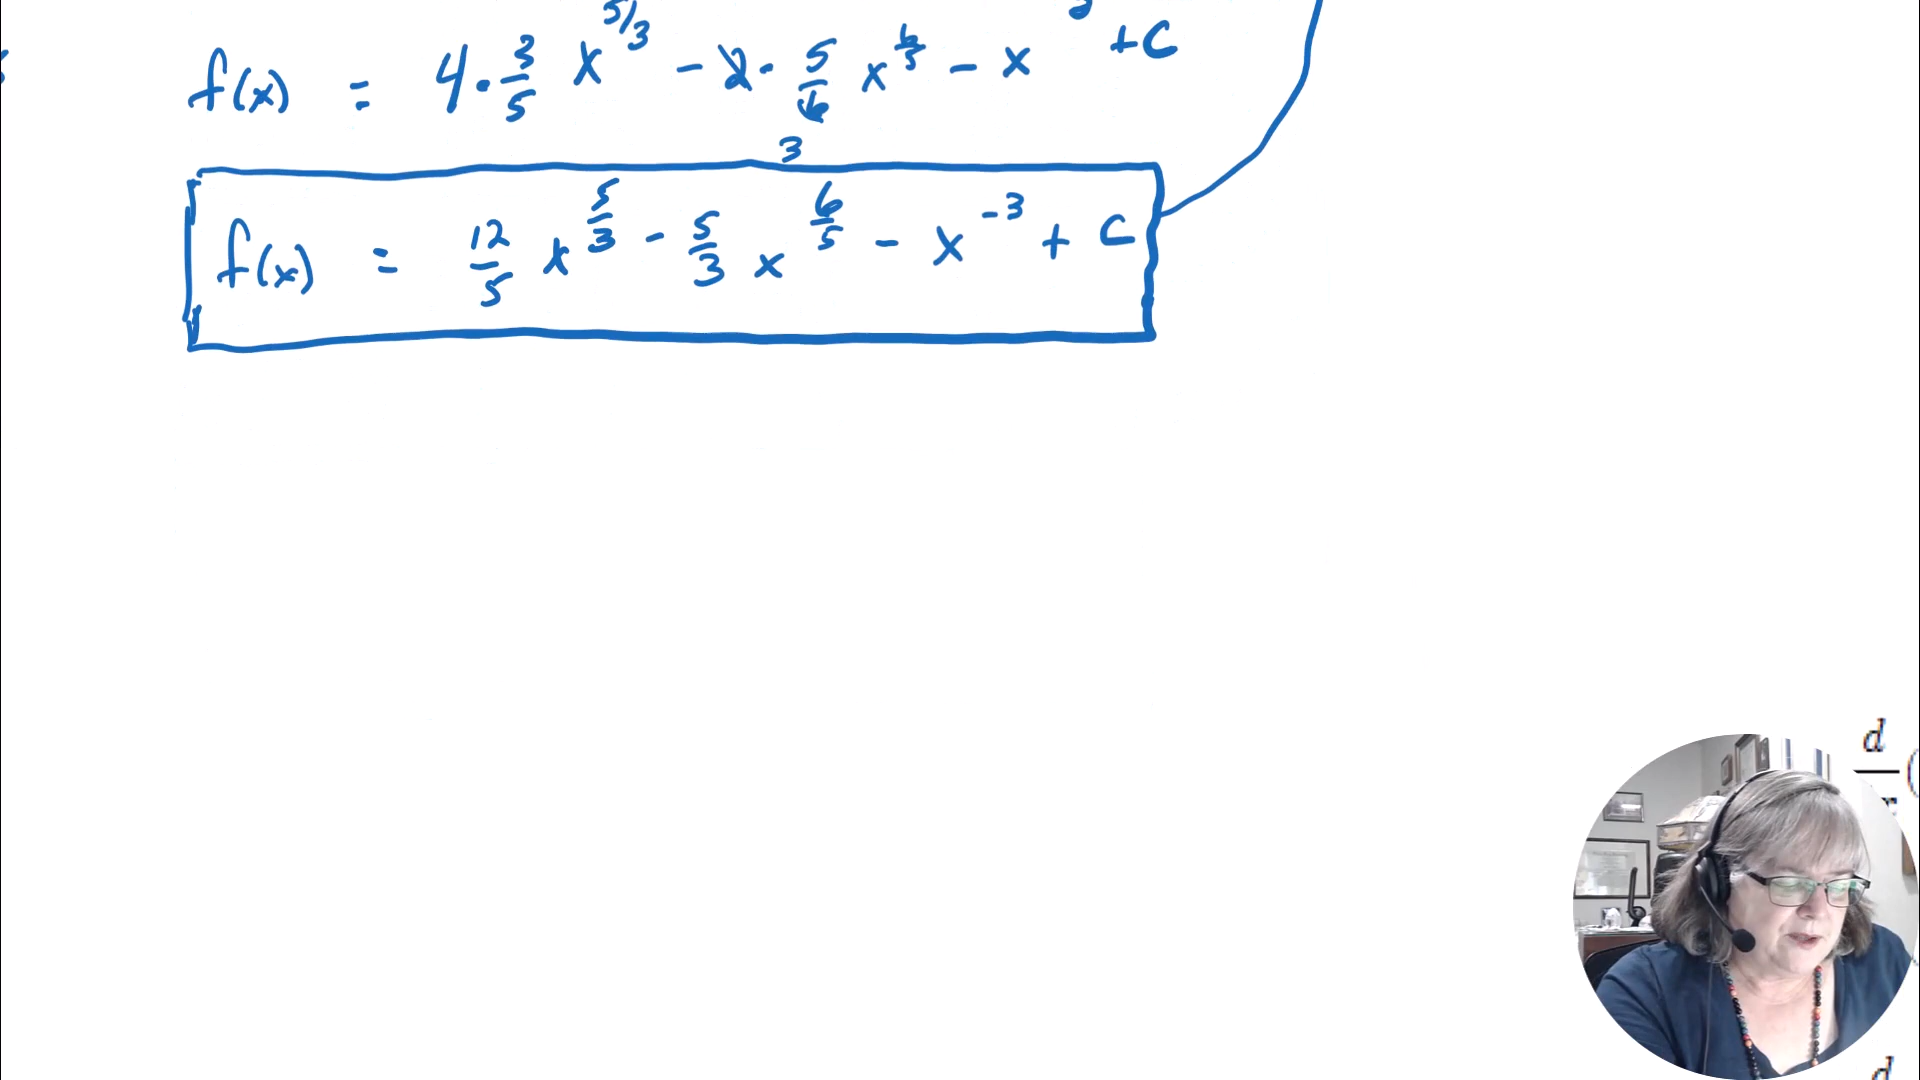 f(x) = 4 · 3/5 x^5/3 - 2 · 5/6 x^6/5 - x + C
3
f(x) = 12/5 x^5/3 - 5/3 x^6/5 - x^-3 + C
d
d